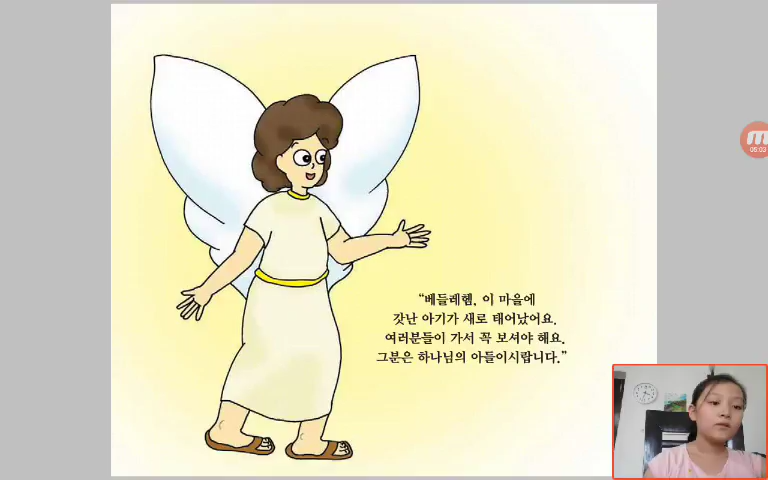 “베들레헴, 이 마을에
갓난 아기가 새로 태어났어요.
여러분들이 가서 꼭 보셔야 해요.
그분은 하나님의 아들이시랍니다.”
05:03